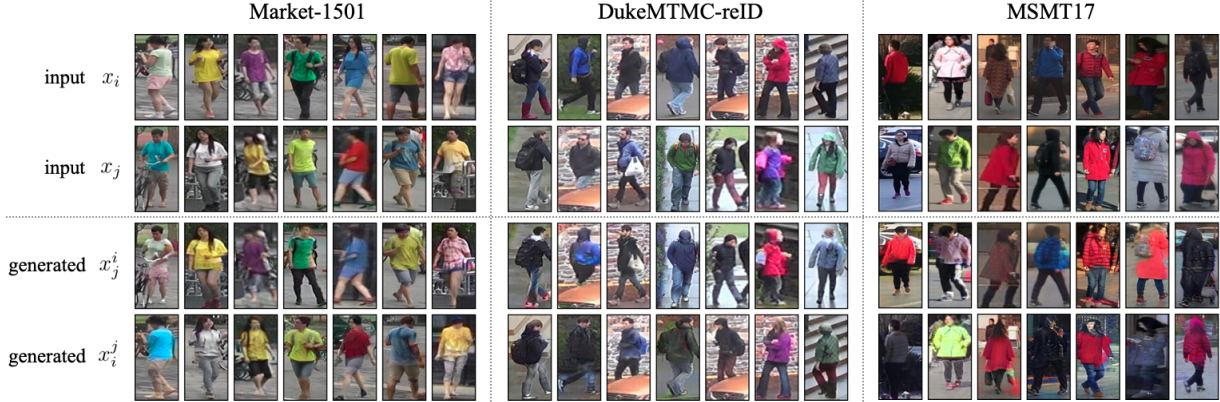 Market-1501 DukeMTMC-reID MSMT17
input x_i
input x_j
generated x_j^i
generated x_i^j